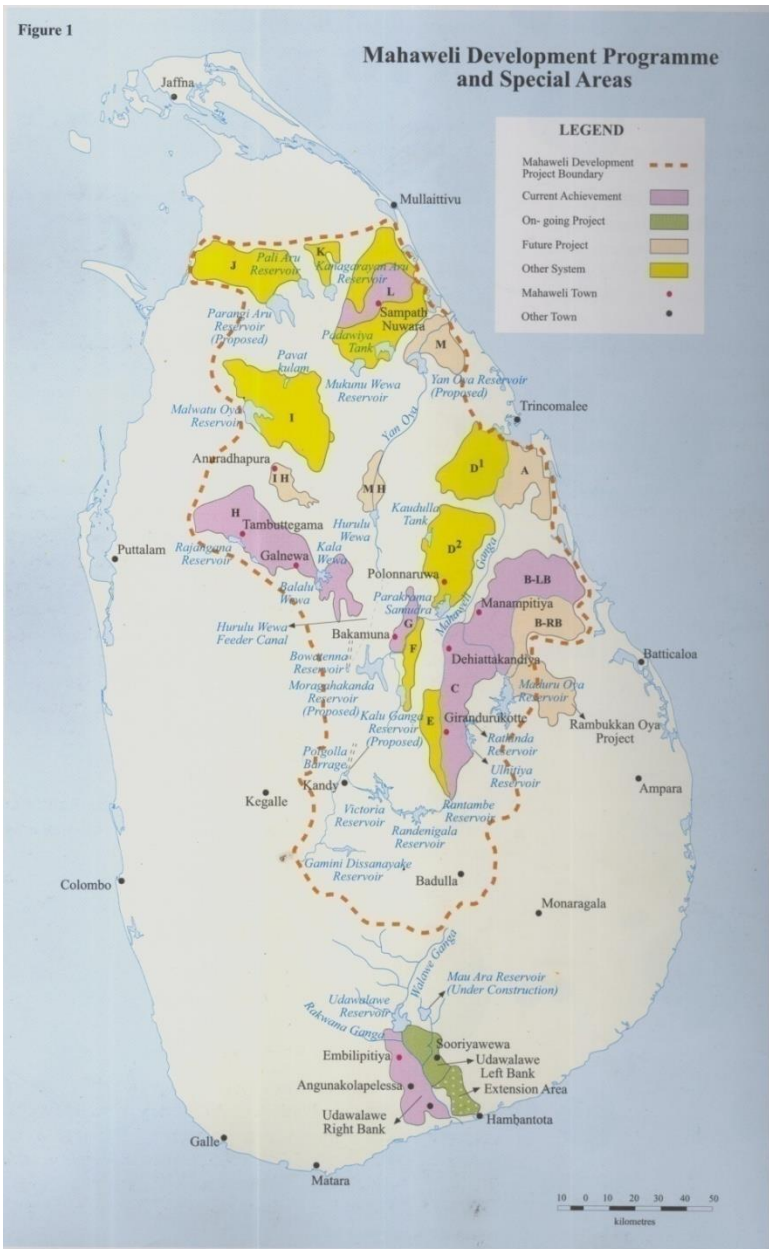 Figure 1
Mahaweli Development Programme
and Special Areas
LEGEND
Mahaweli Development
Project Boundary
Current Achievement
On- going Project
Future Project
Other System
Mahaweli Town
Other Town
Jaffna
Mullaittivu
J
Pali Aru
Reservoir
K
Kanagarayan Aru
Reservoir
L
Sampath
Nuwara
Parangi Aru
Reservoir
(Proposed)
Padawiya
Tank
M
Pavat
kulam
Mukunu Wewa
Reservoir
Yan Oya Reservoir
(Proposed)
Malwatu Oya
Reservoir
I
Yan Oya
Trincomalee
Anuradhapura
I H
M H
D1
A
H
Tambuttegama
Hurulu
Wewa
Kaudulla
Tank
D2
Ganga
Puttalam
Rajangana
Reservoir
Galnewa
Kala
Wewa
Polonnaruwa
B-LB
Balalu
Wewa
Parakrama
Samudra
Mahaweli
Manampitiya
B-RB
Hurulu Wewa
Feeder Canal
Bakamuna
G
F
Batticaloa
Bowatenna
Reservoir
Dehiattakandiya
Moragahakanda
Reservoir
(Proposed)
C
Maduru Oya
Reservoir
Kalu Ganga
Reservoir
(Proposed)
E
Girandurukotte
Ratkinda
Reservoir
Rambukkan Oya
Project
Polgolla
Barrage
Ulhitiya
Reservoir
Kandy
Ampara
Kegalle
Victoria
Reservoir
Rantambe
Reservoir
Randenigala
Reservoir
Gamini Dissanayake
Reservoir
Badulla
Colombo
Monaragala
Walawe Ganga
Mau Ara Reservoir
(Under Construction)
Udawalawe
Reservoir
Rakwana Ganga
Sooriyawewa
Embilipitiya
Udawalawe
Left Bank
Angunakolapelessa
Extension Area
Udawalawe
Right Bank
Hambantota
Galle
Matara
10 0 10 20 30 40 50
kilometres